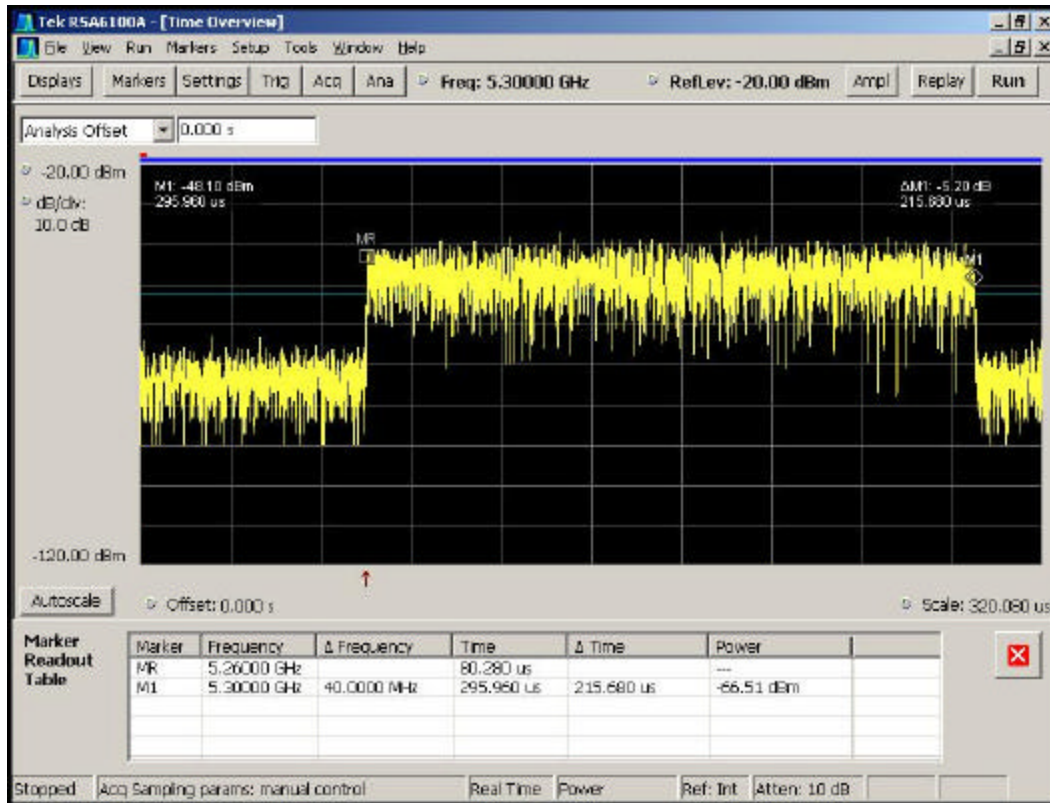 Tek RSA6100A - [Time Overview]
File View Run Markers Setup Tools Window Help
Displays Markers Settings Trig Acq Ana Freq: 5.30000 GHz RefLev: -20.00 dBm Ampl Replay Run
Analysis Offset 0.000 s
-20.00 dBm
dB/div:
10.0 dB
M1: -48.10 dBm
295.960 us
ΔM1: -5.20 dB
215.680 us
MR
M1
-120.00 dBm
Autoscale Offset: 0.000 s Scale: 320.080 us
Marker Readout Table
Marker Frequency Δ Frequency Time Δ Time Power
MR 5.26000 GHz 80.280 us ---
M1 5.30000 GHz 40.0000 MHz 295.960 us 215.680 us -66.51 dBm
Stopped Acq Sampling params: manual control Real Time Power Ref: Int Atten: 10 dB